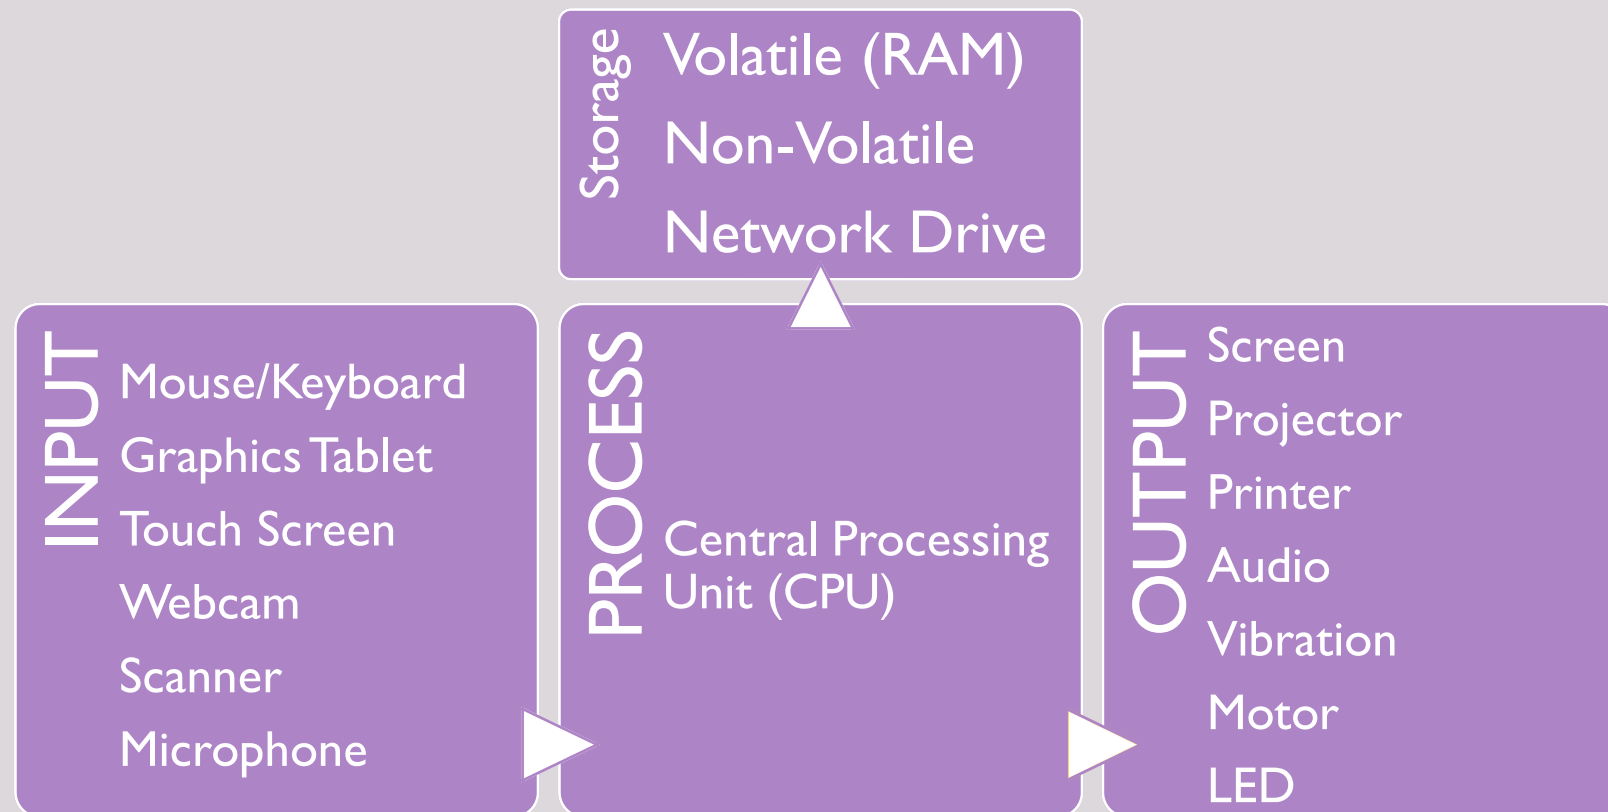 Storage
Volatile (RAM)
Non-Volatile
Network Drive
INPUT
Mouse/Keyboard
Graphics Tablet
Touch Screen
Webcam
Scanner
Microphone
PROCESS
Central Processing
Unit (CPU)
OUTPUT
Screen
Projector
Printer
Audio
Vibration
Motor
LED